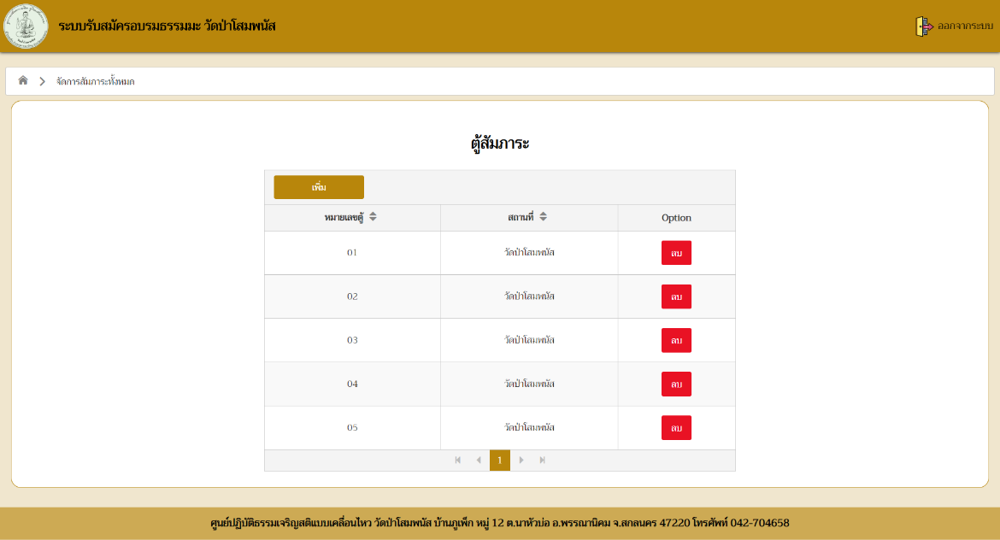 ระบบรับสมัครอบรมธรรมมะ วัดป่าโสมพนัส
ออกจากระบบ
จัดการสัมภาระทั้งหมด
ตู้สัมภาระ
เพิ่ม
หมายเลขตู้ สถานที่ Option
01 วัดป่าโสมพนัส ลบ
02 วัดป่าโสมพนัส ลบ
03 วัดป่าโสมพนัส ลบ
04 วัดป่าโสมพนัส ลบ
05 วัดป่าโสมพนัส ลบ
1
ศูนย์ปฏิบัติธรรมเจริญสติแบบเคลื่อนไหว วัดป่าโสมพนัส บ้านภูเพ็ก หมู่ 12 ต.นาหัวบ่อ อ.พรรณานิคม จ.สกลนคร 47220 โทรศัพท์ 042-704658